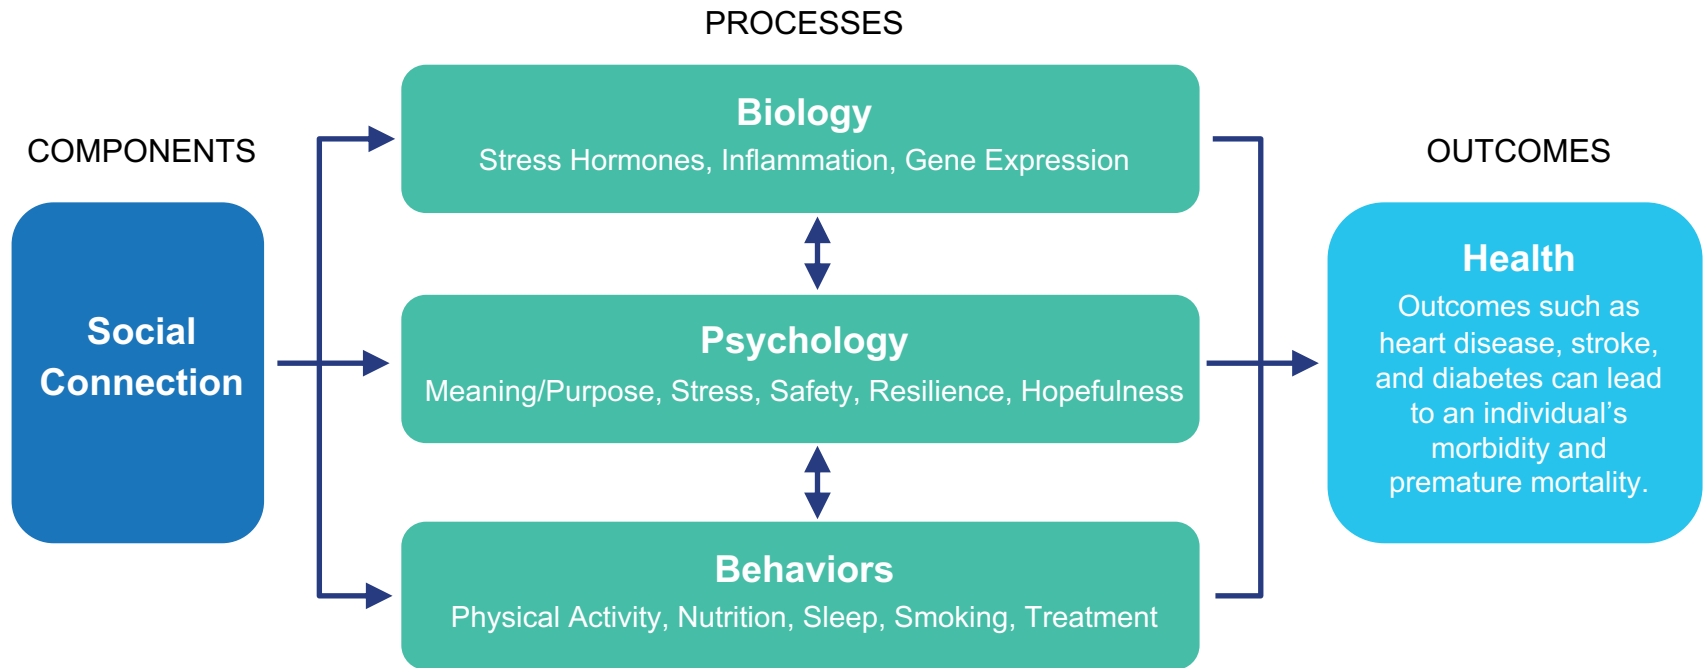 PROCESSES
COMPONENTS
Social
Connection
Biology
Stress Hormones, Inflammation, Gene Expression
Psychology
Meaning/Purpose, Stress, Safety, Resilience, Hopefulness
Behaviors
Physical Activity, Nutrition, Sleep, Smoking, Treatment
OUTCOMES
Health
Outcomes such as
heart disease, stroke,
and diabetes can lead
to an individual’s
morbidity and
premature mortality.